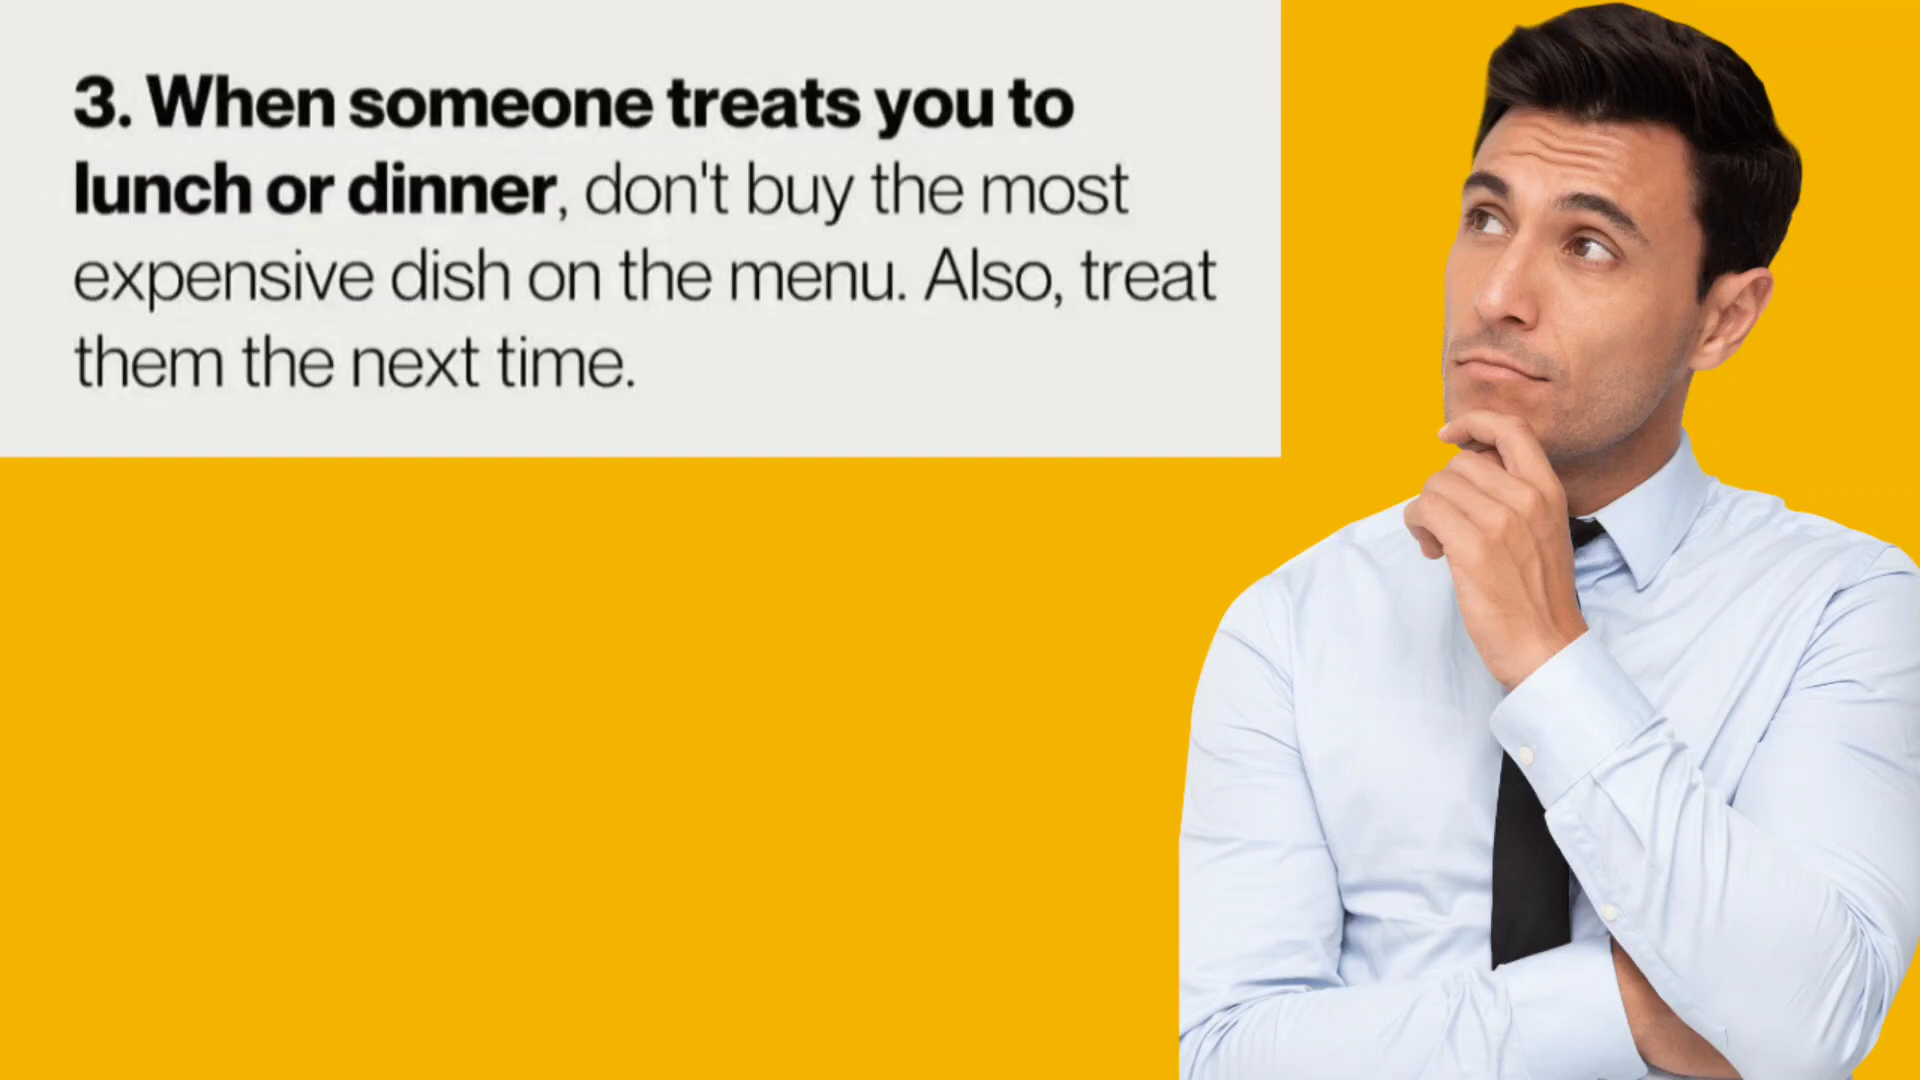 3. When someone treats you to
lunch or dinner, don't buy the most
expensive dish on the menu. Also, treat
them the next time.